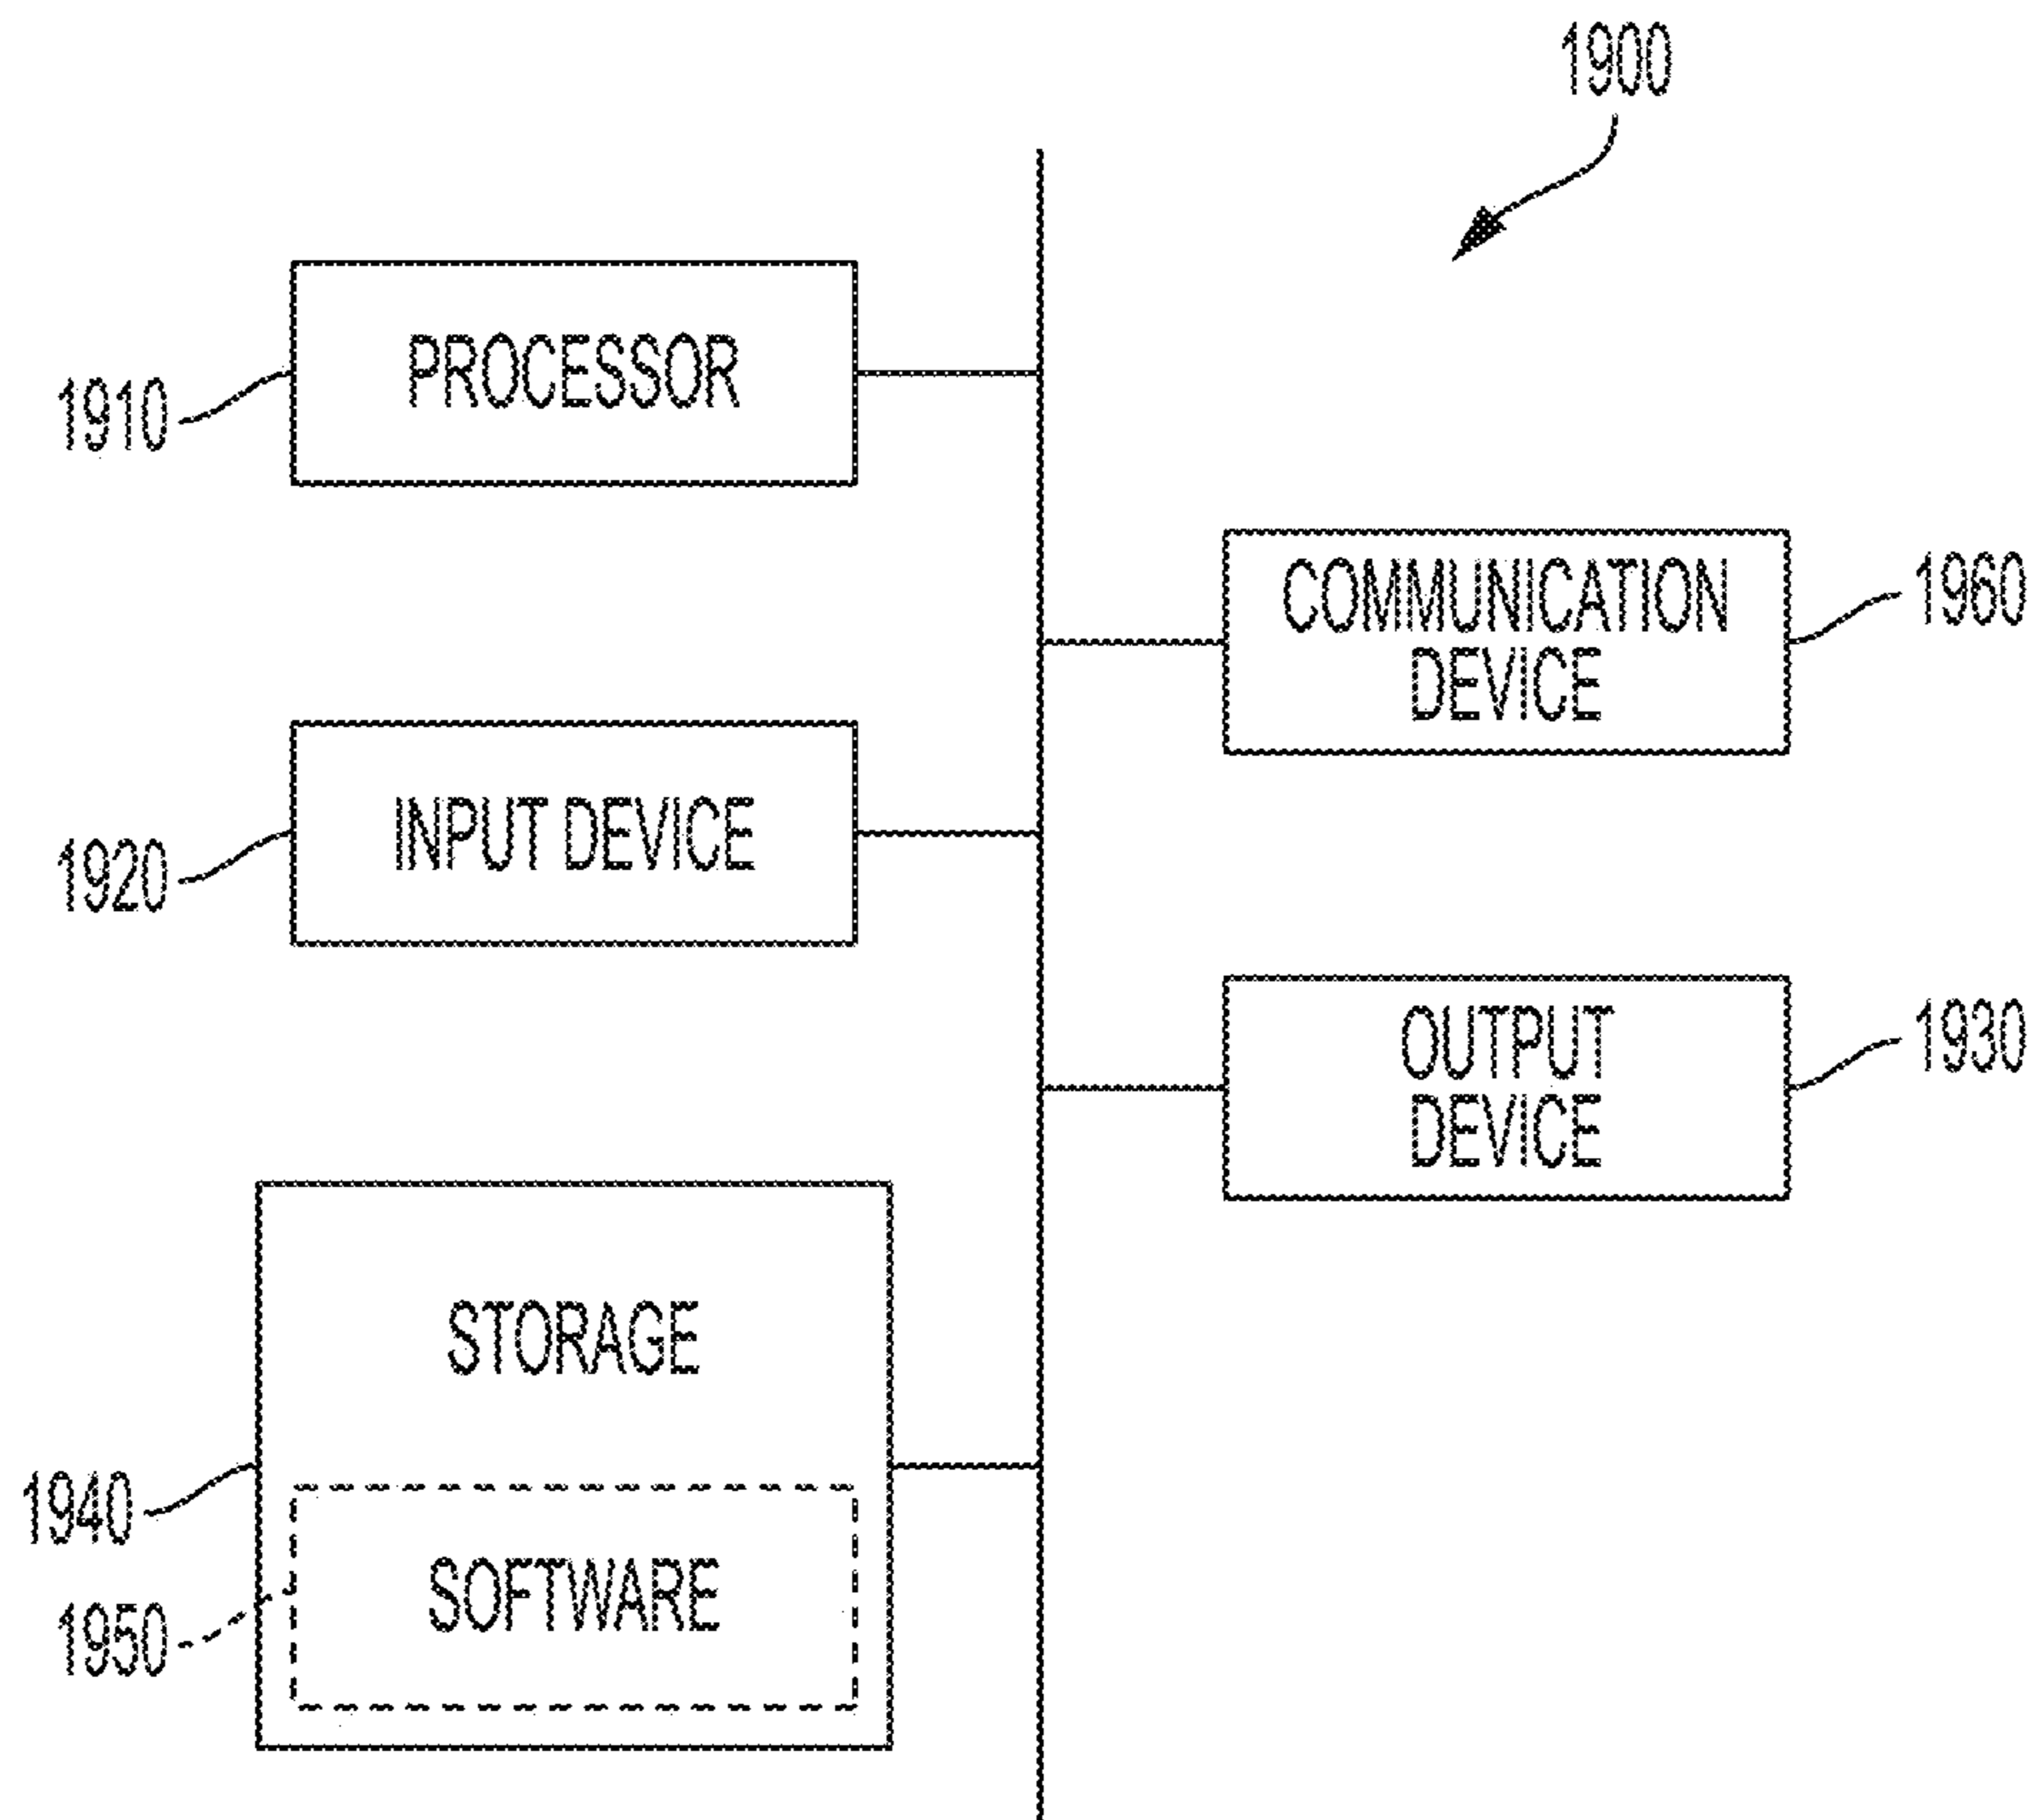 1900
PROCESSOR
1910
COMMUNICATION
DEVICE
1960
INPUT DEVICE
1920
OUTPUT
DEVICE
1930
STORAGE
1940
SOFTWARE
1950